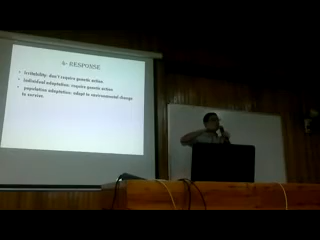 6- RESPONSE
• irritability: don't require genetic action
• individual adaptation: require genetic action
• population adaptation: adapt to environmental change
to survive.